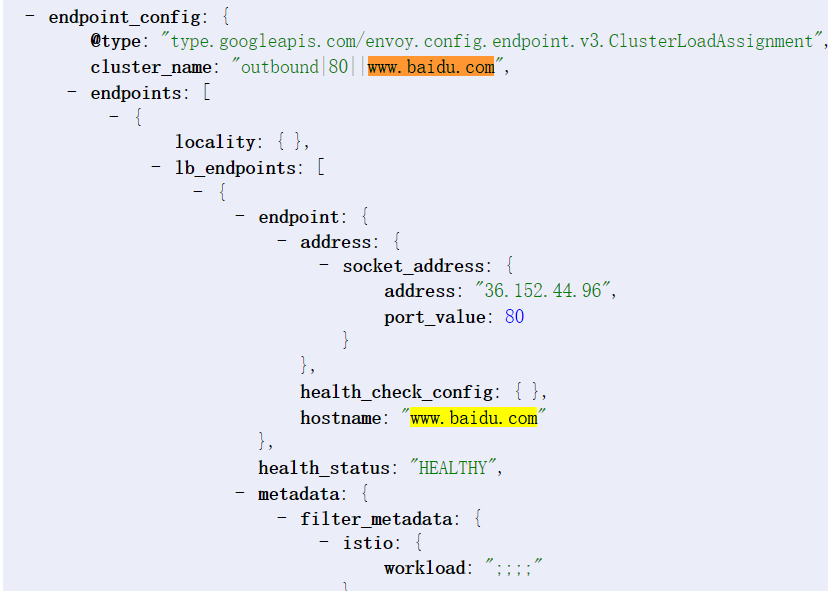 - endpoint_config: {
@type: "type.googleapis.com/envoy.config.endpoint.v3.ClusterLoadAssignment",
cluster_name: "outbound|80||www.baidu.com",
- endpoints: [
- {
locality: { },
- lb_endpoints: [
- {
- endpoint: {
- address: {
- socket_address: {
address: "36.152.44.96",
port_value: 80
}
},
health_check_config: { },
hostname: "www.baidu.com"
},
health_status: "HEALTHY",
- metadata: {
- filter_metadata: {
- istio: {
workload: ";;;;"
}